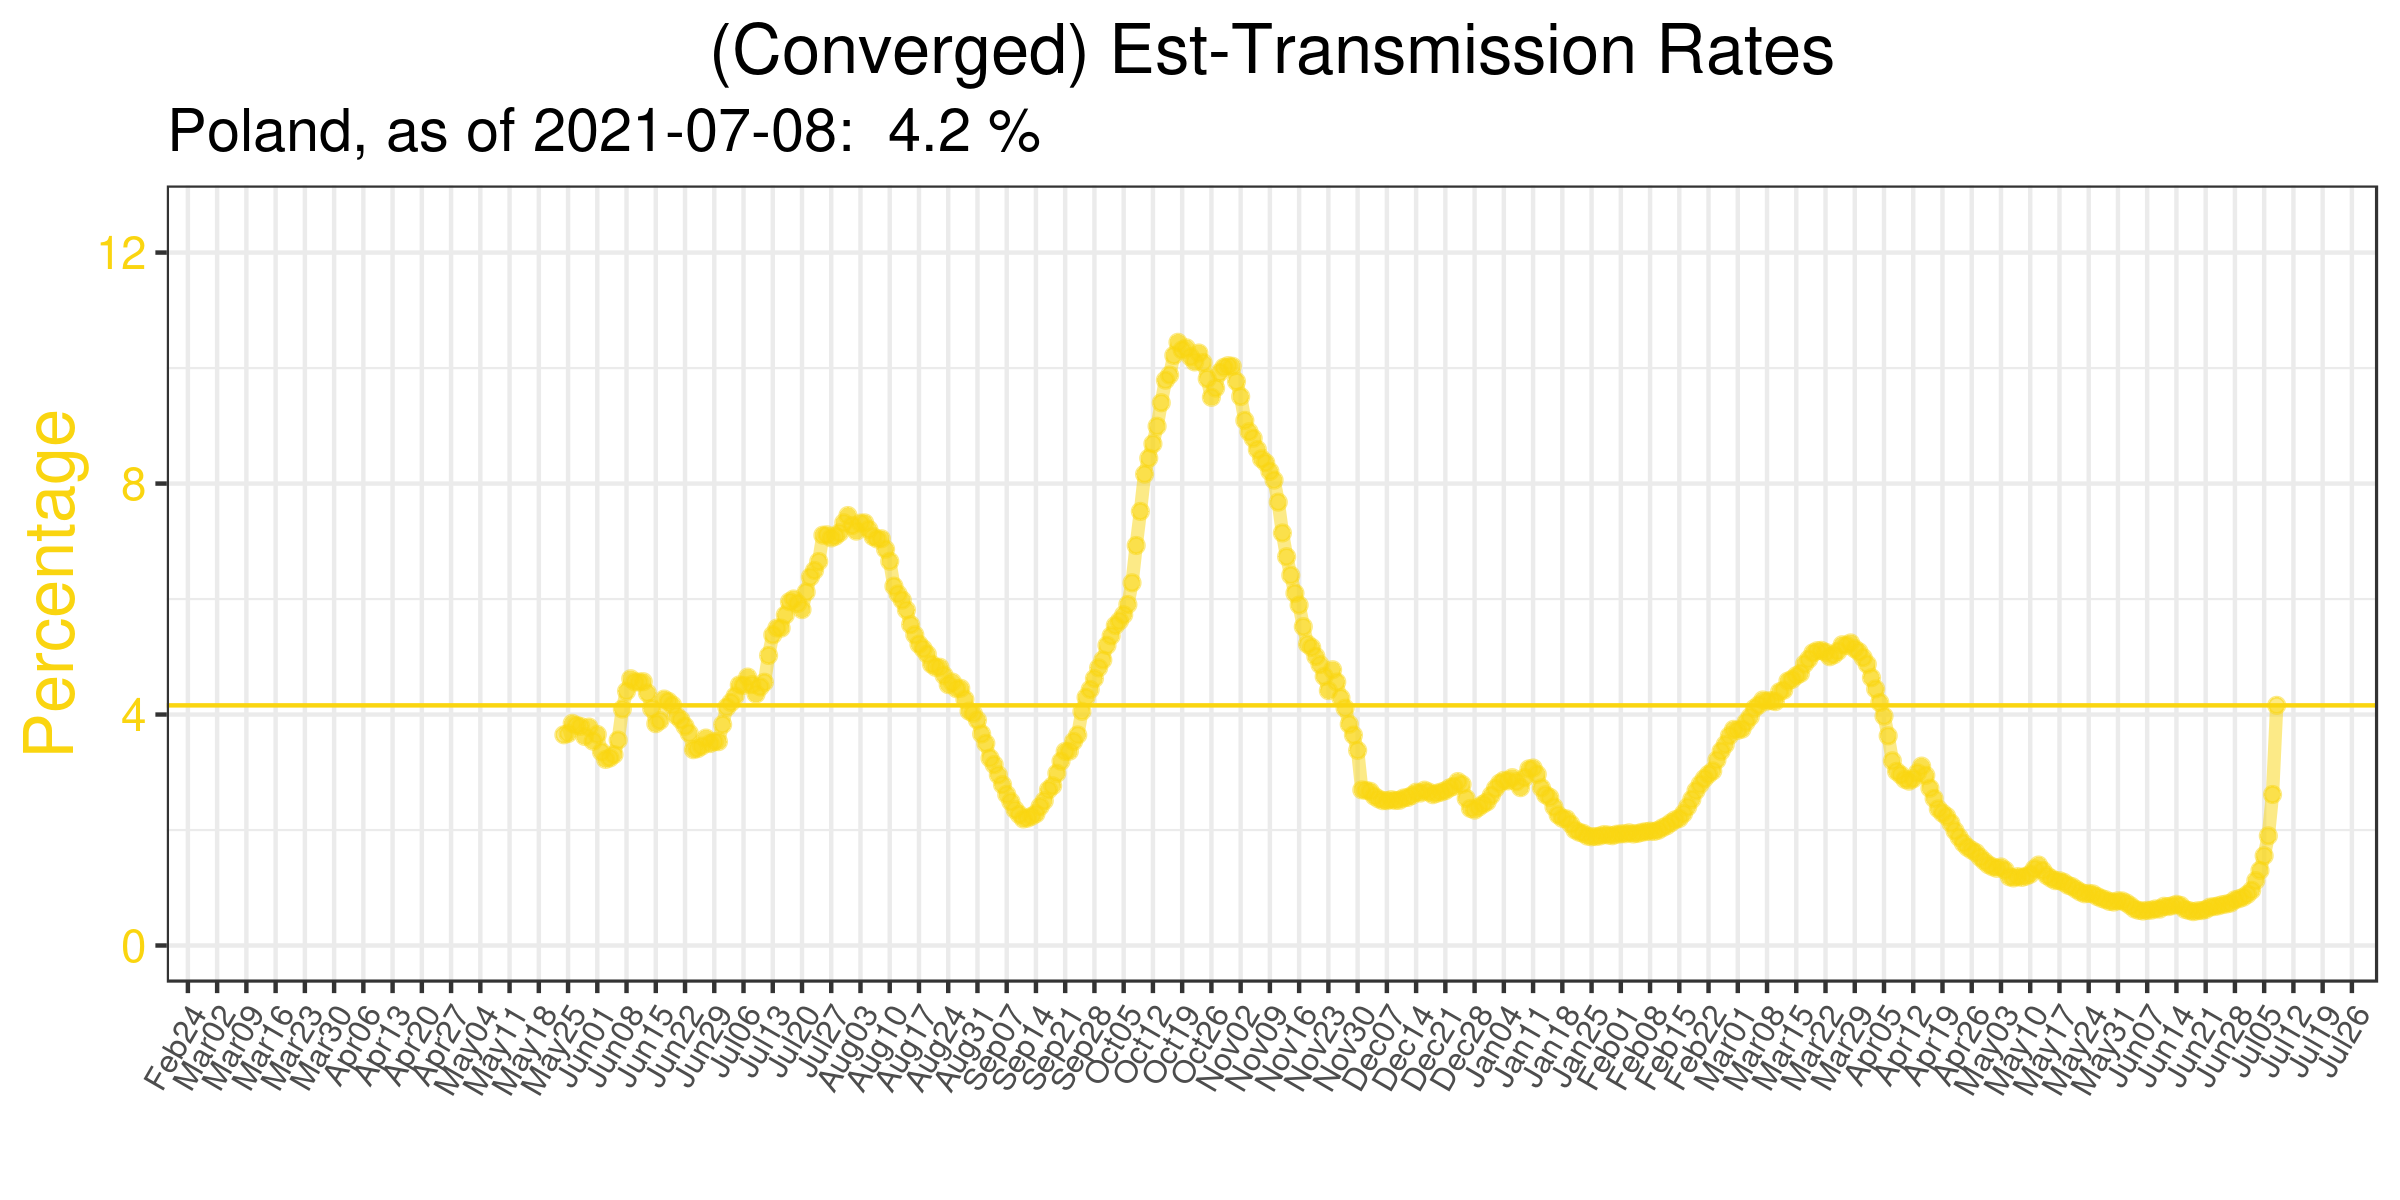 (Converged) Est-Transmission Rates
Poland, as of 2021-07-08:  4.2 %
Percentage
12
8
4
0
Feb24
Mar02
Mar09
Mar16
Mar23
Mar30
Apr06
Apr13
Apr20
Apr27
May04
May11
May18
May25
Jun01
Jun08
Jun15
Jun22
Jun29
Jul06
Jul13
Jul20
Jul27
Aug03
Aug10
Aug17
Aug24
Aug31
Sep07
Sep14
Sep21
Sep28
Oct05
Oct12
Oct19
Oct26
Nov02
Nov09
Nov16
Nov23
Nov30
Dec07
Dec14
Dec21
Dec28
Jan04
Jan11
Jan18
Jan25
Feb01
Feb08
Feb15
Feb22
Mar01
Mar08
Mar15
Mar22
Mar29
Apr05
Apr12
Apr19
Apr26
May03
May10
May17
May24
May31
Jun07
Jun14
Jun21
Jun28
Jul05
Jul12
Jul19
Jul26